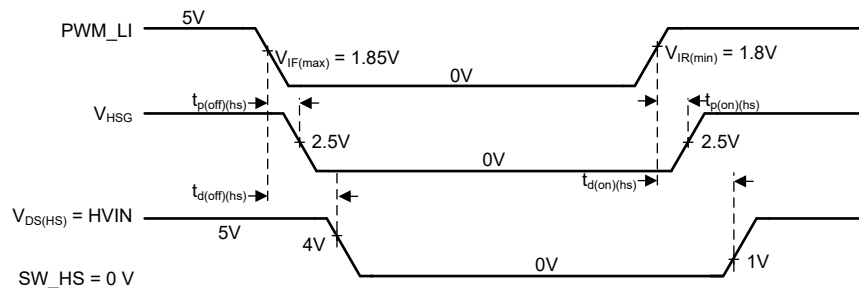 5V
PWM_LI
V_IF(max) = 1.85V
0V
V_IR(min) = 1.8V
t_p(off)(hs)
t_p(on)(hs)
V_HSG
2.5V
0V
2.5V
t_d(off)(hs)
t_d(on)(hs)
V_DS(HS) = HVIN
5V
4V
0V
1V
SW_HS = 0 V